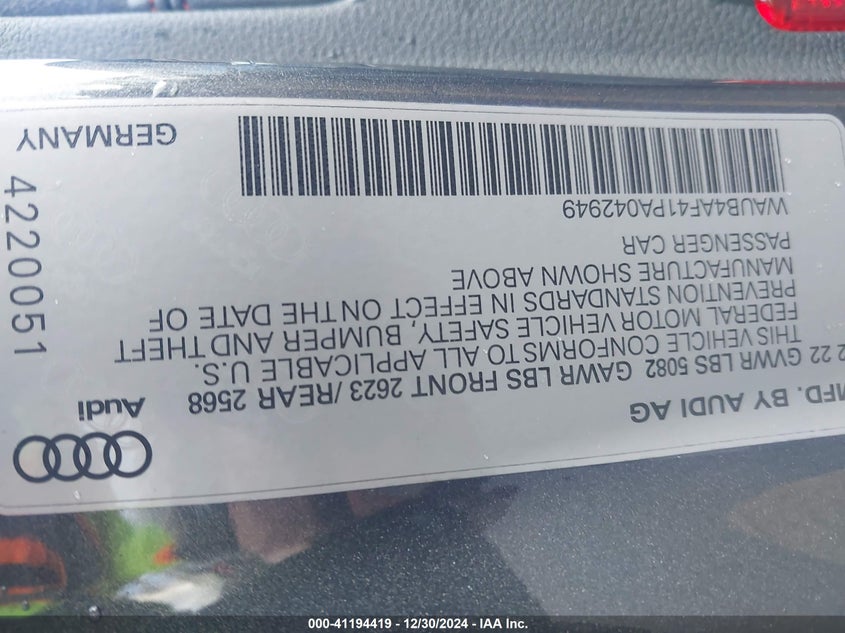 MFD. BY AUDI AG
2 22 GVWR LBS 5082 GAWR LBS FRONT 2623 / REAR 2568
THIS VEHICLE CONFORMS TO ALL APPLICABLE U.S.
FEDERAL MOTOR VEHICLE SAFETY, BUMPER AND THEFT
PREVENTION STANDARDS IN EFFECT ON THE DATE OF
MANUFACTURE SHOWN ABOVE
PASSENGER CAR
WAUB4AF41PA042949
Audi
4220051
GERMANY
000-41194419 - 12/30/2024 - IAA Inc.